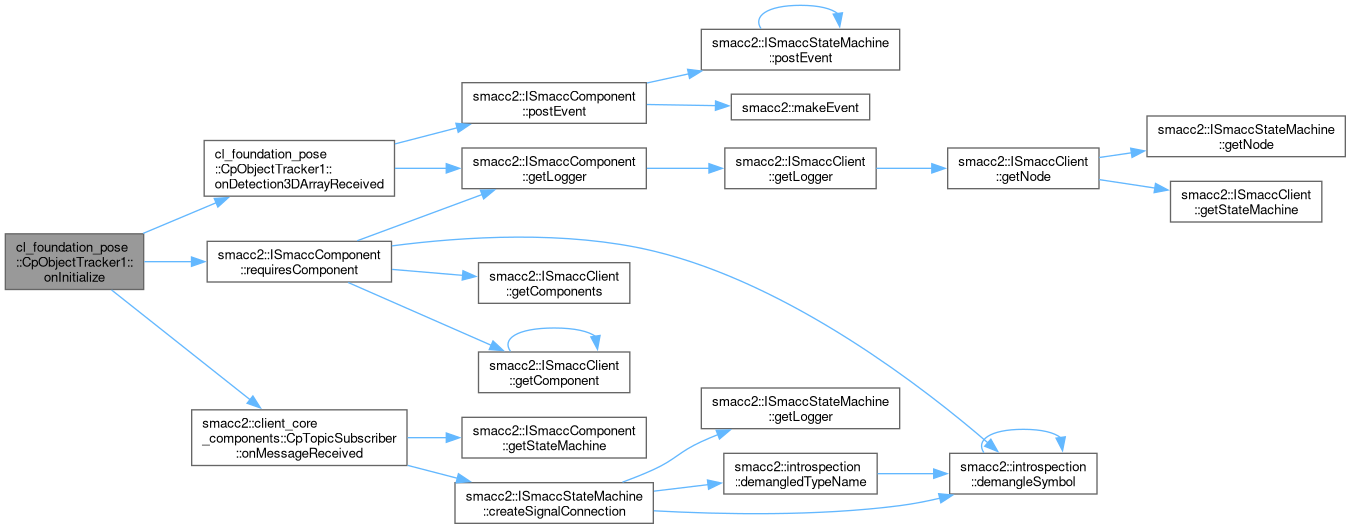 smacc2::ISmaccStateMachine
::postEvent
smacc2::ISmaccComponent
::postEvent
smacc2::makeEvent
cl_foundation_pose
::CpObjectTracker1::
onDetection3DArrayReceived
smacc2::ISmaccComponent
::getLogger
smacc2::ISmaccClient
::getLogger
smacc2::ISmaccClient
::getNode
smacc2::ISmaccStateMachine
::getNode
smacc2::ISmaccClient
::getStateMachine
cl_foundation_pose
::CpObjectTracker1::
onInitialize
smacc2::ISmaccComponent
::requiresComponent
smacc2::ISmaccClient
::getComponents
smacc2::ISmaccClient
::getComponent
smacc2::client_core
_components::CpTopicSubscriber
::onMessageReceived
smacc2::ISmaccComponent
::getStateMachine
smacc2::ISmaccStateMachine
::createSignalConnection
smacc2::ISmaccStateMachine
::getLogger
smacc2::introspection
::demangledTypeName
smacc2::introspection
::demangleSymbol